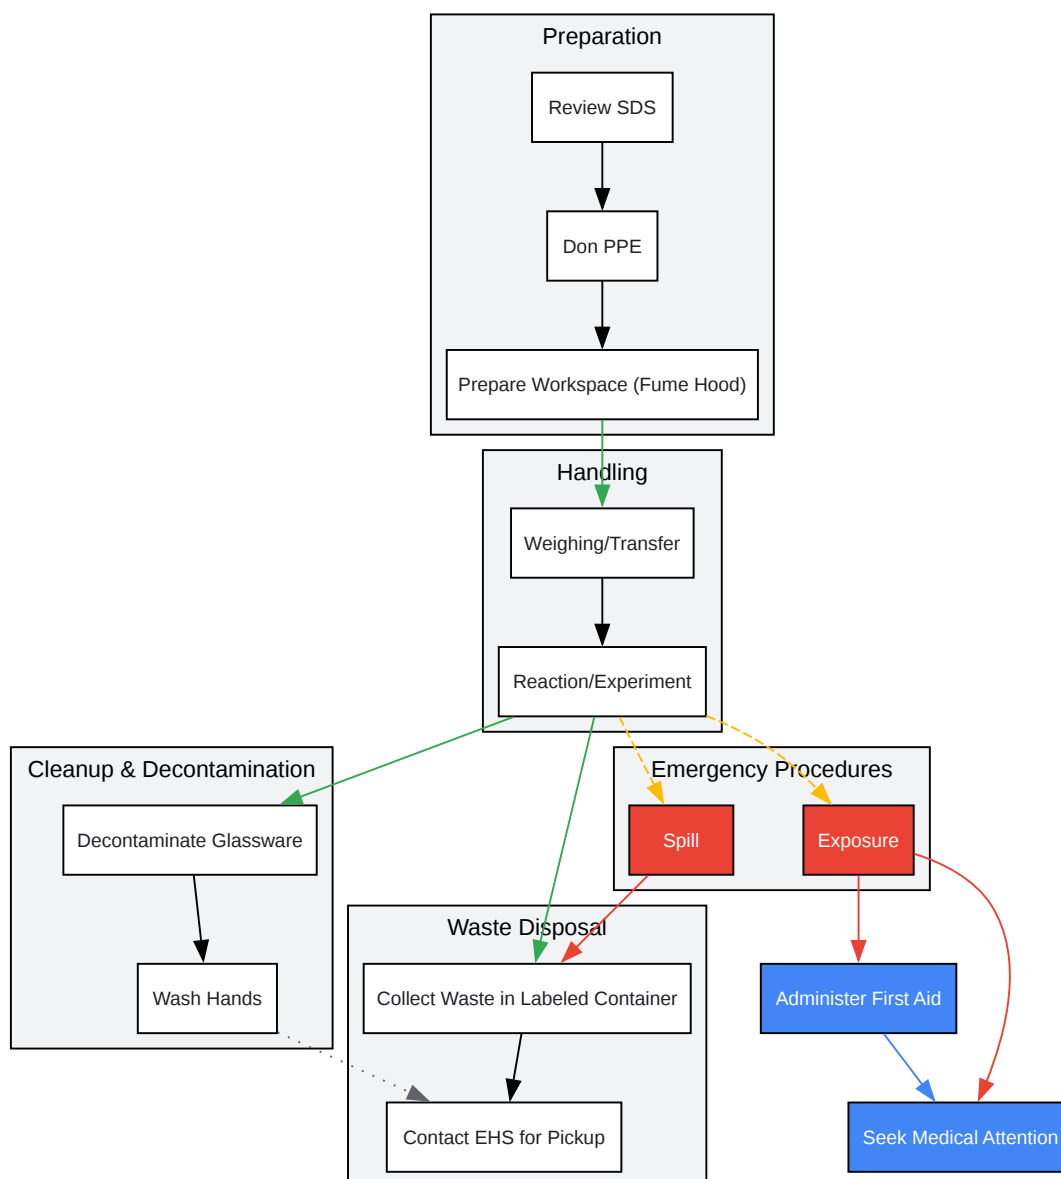 Preparation
Review SDS
Don PPE
Prepare Workspace (Fume Hood)
Handling
Weighing/Transfer
Reaction/Experiment
Cleanup & Decontamination
Decontaminate Glassware
Wash Hands
Emergency Procedures
Spill
Exposure
Waste Disposal
Collect Waste in Labeled Container
Contact EHS for Pickup
Administer First Aid
Seek Medical Attention